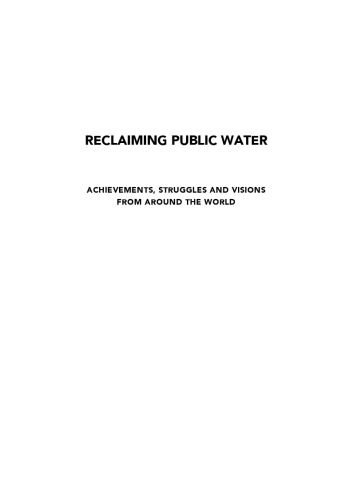 RECLAIMING PUBLIC WATER
ACHIEVEMENTS, STRUGGLES AND VISIONS
FROM AROUND THE WORLD